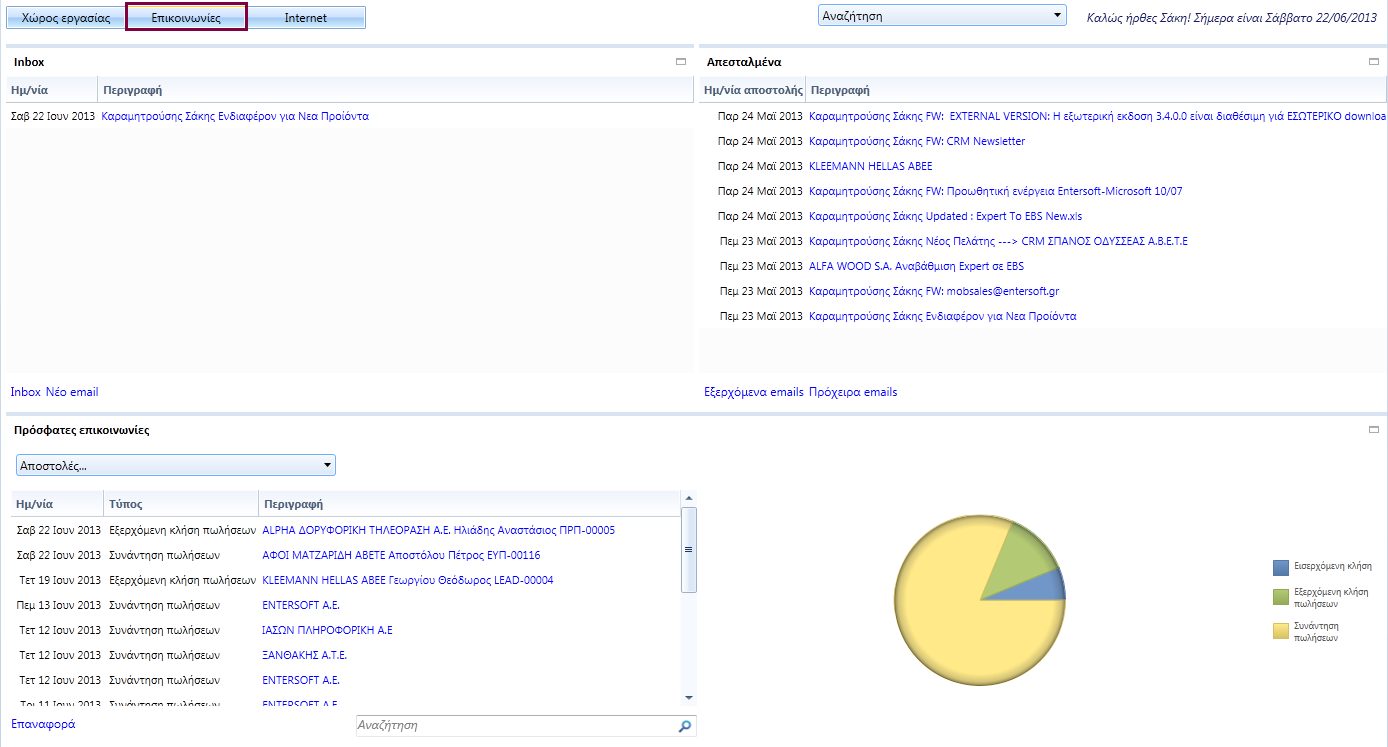 Χώρος εργασίας Επικοινωνίες Internet Αναζήτηση Καλώς ήρθες Σάκη! Σήμερα είναι Σάββατο 22/06/2013
Inbox
Ημ/νία Περιγραφή
Σαβ 22 Ιουν 2013 Καραμητρούσης Σάκης Ενδιαφέρον για Νεα Προίόντα
Inbox Νέο email
Απεσταλμένα
Ημ/νία αποστολής Περιγραφή
Παρ 24 Μαϊ 2013 Καραμητρούσης Σάκης FW: EXTERNAL VERSION: Η εξωτερική εκδοση 3.4.0.0 είναι διαθέσιμη γιά ΕΣΩΤΕΡΙΚΟ downloa
Παρ 24 Μαϊ 2013 Καραμητρούσης Σάκης FW: CRM Newsletter
Παρ 24 Μαϊ 2013 KLEEMANN HELLAS ABEE
Παρ 24 Μαϊ 2013 Καραμητρούσης Σάκης FW: Προωθητική ενέργεια Entersoft-Microsoft 10/07
Παρ 24 Μαϊ 2013 Καραμητρούσης Σάκης Updated : Expert To EBS New.xls
Πεμ 23 Μαϊ 2013 Καραμητρούσης Σάκης Νέος Πελάτης ---> CRM ΣΠΑΝΟΣ ΟΔΥΣΣΕΑΣ Α.Β.Ε.Τ.Ε
Πεμ 23 Μαϊ 2013 ALFA WOOD S.A. Αναβάθμιση Expert σε EBS
Πεμ 23 Μαϊ 2013 Καραμητρούσης Σάκης FW: mobsales@entersoft.gr
Πεμ 23 Μαϊ 2013 Καραμητρούσης Σάκης Ενδιαφέρον για Νεα Προίόντα
Εξερχόμενα emails Πρόχειρα emails
Πρόσφατες επικοινωνίες
Αποστολές...
Ημ/νία Τύπος Περιγραφή
Σαβ 22 Ιουν 2013 Εξερχόμενη κλήση πωλήσεων ALPHA ΔΟΡΥΦΟΡΙΚΗ ΤΗΛΕΟΡΑΣΗ Α.Ε. Ηλιάδης Αναστάσιος ΠΡΠ-00005
Σαβ 22 Ιουν 2013 Συνάντηση πωλήσεων ΑΦΟΙ ΜΑΤΖΑΡΙΔΗ ΑΒΕΤΕ Αποστόλου Πέτρος ΕΥΠ-00116
Τετ 19 Ιουν 2013 Εξερχόμενη κλήση πωλήσεων KLEEMANN HELLAS ABEE Γεωργίου Θεόδωρος LEAD-00004
Πεμ 13 Ιουν 2013 Συνάντηση πωλήσεων ENTERSOFT A.E.
Τετ 12 Ιουν 2013 Συνάντηση πωλήσεων ΙΑΣΩΝ ΠΛΗΡΟΦΟΡΙΚΗ Α.Ε
Τετ 12 Ιουν 2013 Συνάντηση πωλήσεων ΞΑΝΘΑΚΗΣ Α.Τ.Ε.
Τετ 12 Ιουν 2013 Συνάντηση πωλήσεων ENTERSOFT A.E.
Τρι 11 Ιουν 2013 Συνάντηση πωλήσεων ENTERSOFT A.E.
Επαναφορά Αναζήτηση
Εισερχόμενη κλήση
Εξερχόμενη κλήση
πωλήσεων
Συνάντηση
πωλήσεων